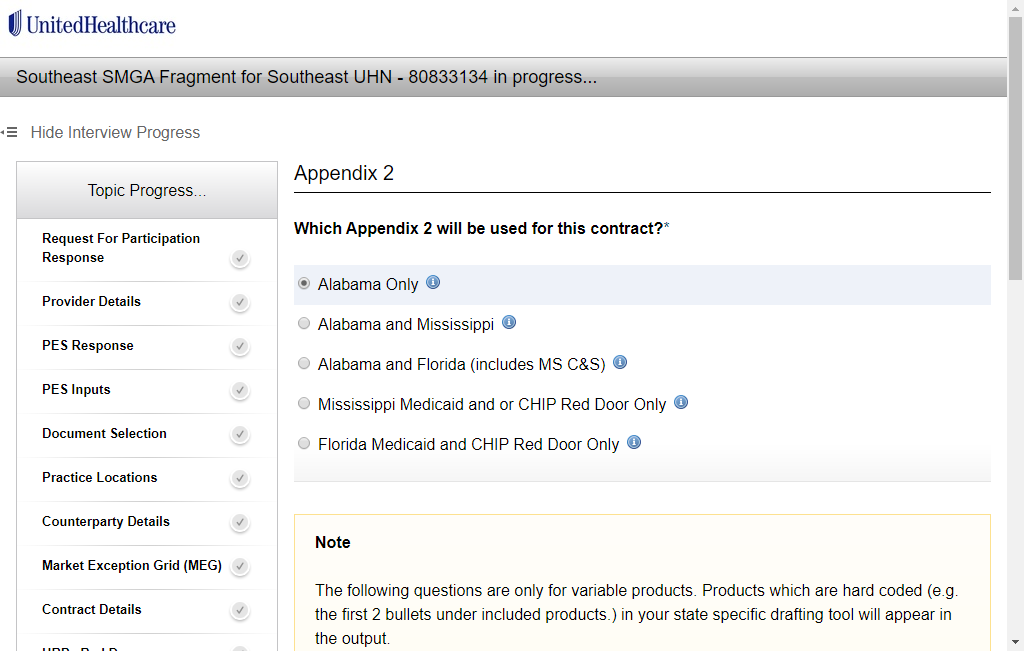 UnitedHealthcare
Southeast SMGA Fragment for Southeast UHN - 80833134 in progress...
Hide Interview Progress
Topic Progress...
Request For Participation
Response
Provider Details
PES Response
PES Inputs
Document Selection
Practice Locations
Counterparty Details
Market Exception Grid (MEG)
Contract Details
Appendix 2
Which Appendix 2 will be used for this contract?*
Alabama Only
Alabama and Mississippi
Alabama and Florida (includes MS C&S)
Mississippi Medicaid and or CHIP Red Door Only
Florida Medicaid and CHIP Red Door Only
Note
The following questions are only for variable products. Products which are hard coded (e.g.
the first 2 bullets under included products.) in your state specific drafting tool will appear in
the output.